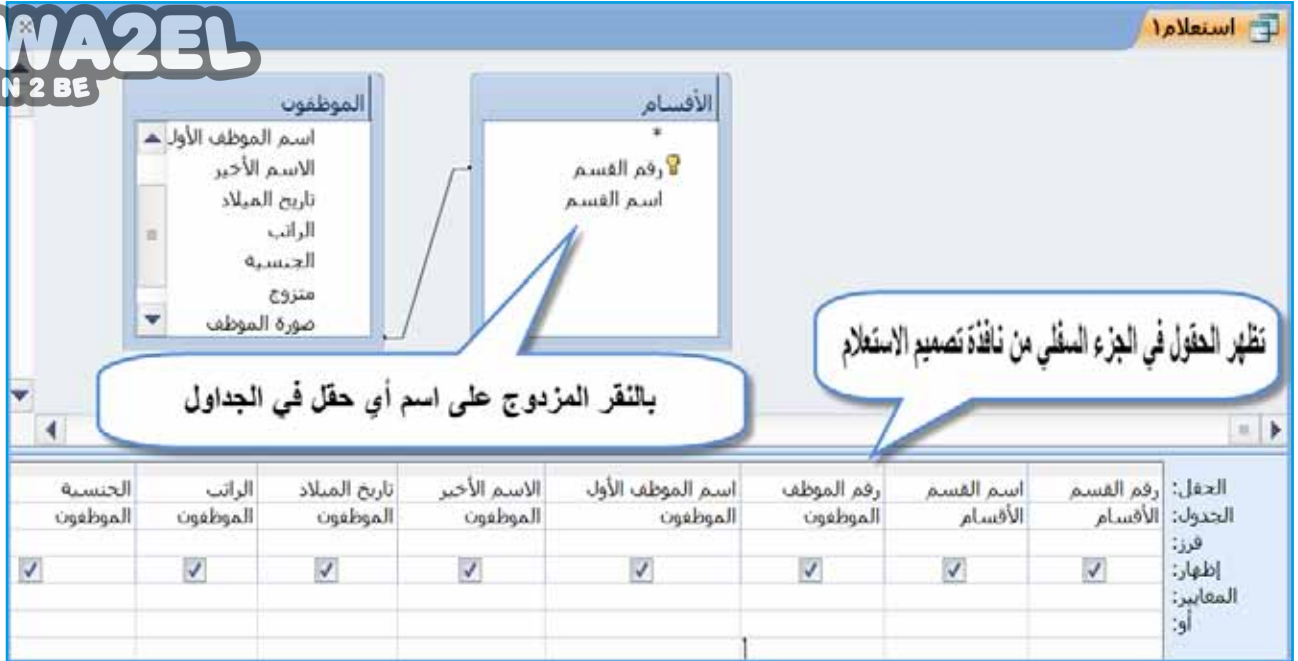 استعلام١
WA2EL
N 2 BE
الأقسام
*
رقم القسم
اسم القسم
الموظفون
اسم الموظف الأول
الاسم الأخير
تاريخ الميلاد
الراتب
الجنسية
متزوج
صورة الموظف
تظهر الحقول في الجزء السفلي من نافذة تصميم الاستعلام
بالنقر المزدوج على اسم أي حقل في الجداول
الحقل: رقم القسم اسم القسم رقم الموظف اسم الموظف الأول الاسم الأخير تاريخ الميلاد الراتب الجنسية
الجدول: الأقسام الأقسام الموظفون الموظفون الموظفون الموظفون الموظفون الموظفون
فرز:
إظهار:
المعايير:
أو: